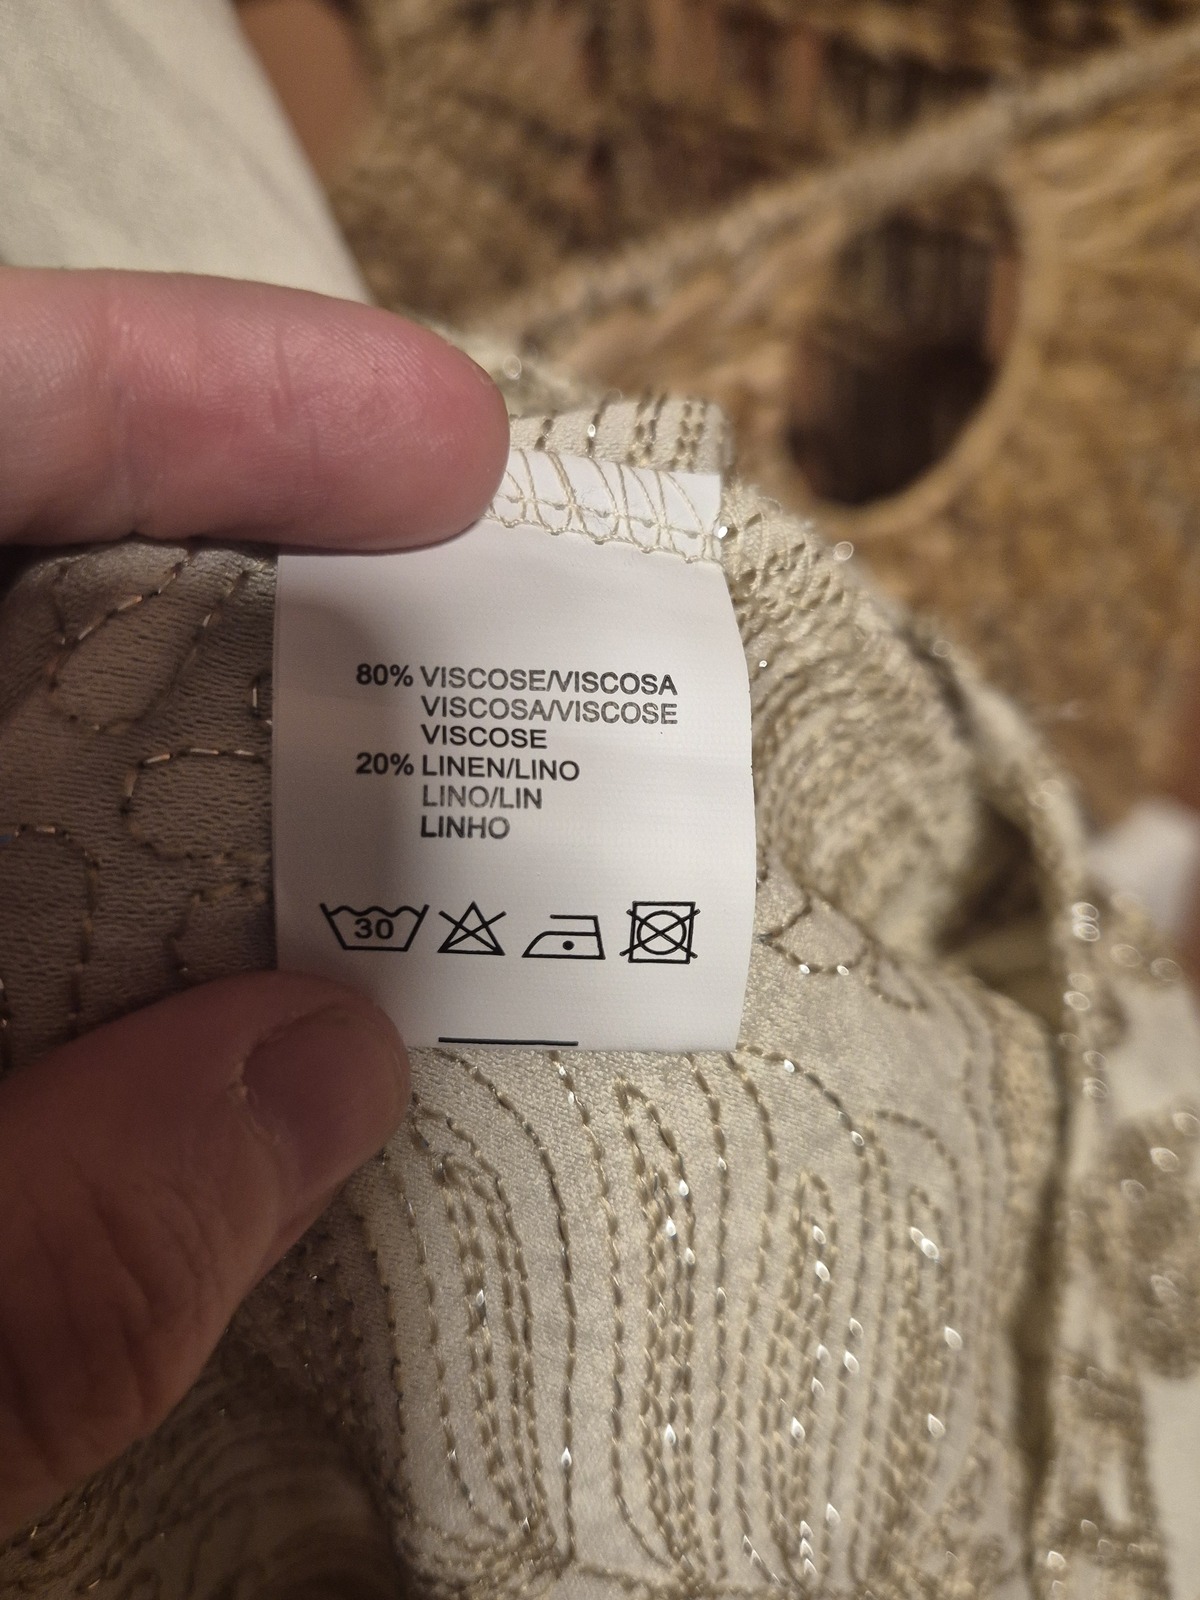 80% VISCOSE/VISCOSA
VISCOSA/VISCOSE
VISCOSE
20% LINEN/LINO
LINO/LIN
LINHO
30